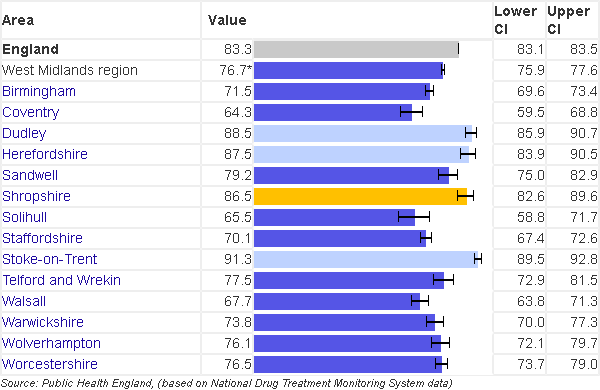 Area Value Lower CI Upper CI
England 83.3 83.1 83.5
West Midlands region 76.7* 75.9 77.6
Birmingham 71.5 69.6 73.4
Coventry 64.3 59.5 68.8
Dudley 88.5 85.9 90.7
Herefordshire 87.5 83.9 90.5
Sandwell 79.2 75.0 82.9
Shropshire 86.5 82.6 89.6
Solihull 65.5 58.8 71.7
Staffordshire 70.1 67.4 72.6
Stoke-on-Trent 91.3 89.5 92.8
Telford and Wrekin 77.5 72.9 81.5
Walsall 67.7 63.8 71.3
Warwickshire 73.8 70.0 77.3
Wolverhampton 76.1 72.1 79.7
Worcestershire 76.5 73.7 79.0
Source: Public Health England, (based on National Drug Treatment Monitoring System data)